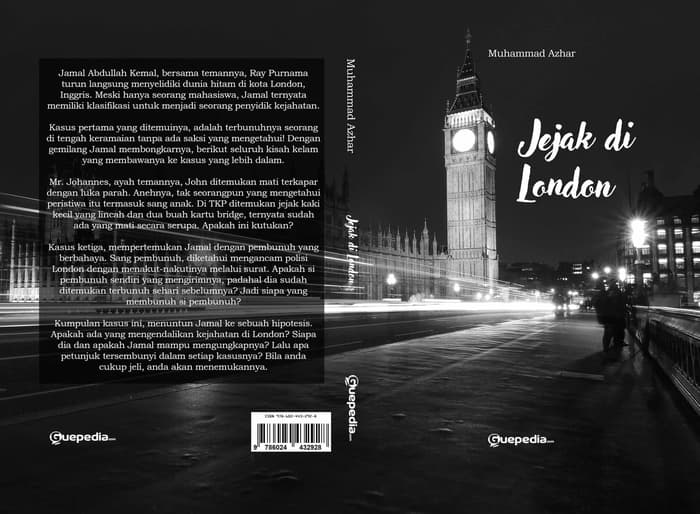 Jamal Abdullah Kemal, bersama temannya, Ray Purnama
turun langsung menyelidiki dunia hitam di kota London,
Inggris. Meski hanya seorang mahasiswa, Jamal ternyata
memiliki klasifikasi untuk menjadi seorang penyidik kejahatan.
Kasus pertama yang ditemuinya, adalah terbunuhnya seorang
di tengah keramaian tanpa ada saksi yang mengetahui! Dengan
gemilang Jamal membongkarnya, berikut seluruh kisah kelam
yang membawanya ke kasus yang lebih dalam.
Mr. Johannes, ayah temannya, John ditemukan mati terkapar
dengan luka parah. Anehnya, tak seorangpun yang mengetahui
peristiwa itu termasuk sang anak. Di TKP ditemukan jejak kaki
kecil yang lincah dan dua buah kartu bridge, ternyata sudah
ada yang mati secara serupa. Apakah ini kutukan?
Kasus ketiga, mempertemukan Jamal dengan pembunuh yang
berbahaya. Sang pembunuh, diketahui mengancam polisi
London dengan menakut-nakutinya melalui surat. Apakah si
pembunuh sendiri yang mengirimnya, padahal dia sudah
ditemukan terbunuh sehari sebelumnya? Jadi siapa yang
membunuh si pembunuh?
Kumpulan kasus ini, menuntun Jamal ke sebuah hipotesis.
Apakah ada yang mengendalikan kejahatan di London? Siapa
dia dan apakah Jamal mampu mengungkapnya? Lalu apa
petunjuk tersembunyi dalam setiap kasusnya? Bila anda
cukup jeli, anda akan menemukannya.
Guepedia.com
ISBN 978-602-443-292-8
9 786024 432928
Muhammad Azhar
Jejak di London
Guepedia.com
Muhammad Azhar
Jejak di
London
Guepedia.com